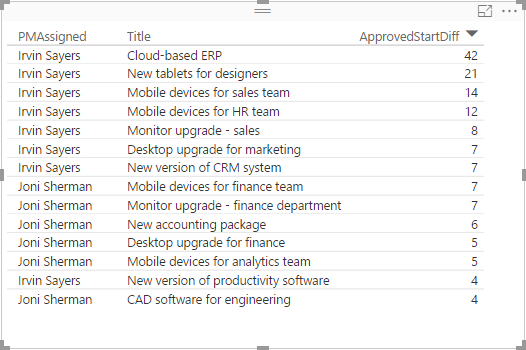 PMAssigned Title ApprovedStartDiff
Irvin Sayers Cloud-based ERP 42
Irvin Sayers New tablets for designers 21
Irvin Sayers Mobile devices for sales team 14
Irvin Sayers Mobile devices for HR team 12
Irvin Sayers Monitor upgrade - sales 8
Irvin Sayers Desktop upgrade for marketing 7
Irvin Sayers New version of CRM system 7
Joni Sherman Mobile devices for finance team 7
Joni Sherman Monitor upgrade - finance department 7
Joni Sherman New accounting package 6
Joni Sherman Desktop upgrade for finance 5
Joni Sherman Mobile devices for analytics team 5
Irvin Sayers New version of productivity software 4
Joni Sherman CAD software for engineering 4